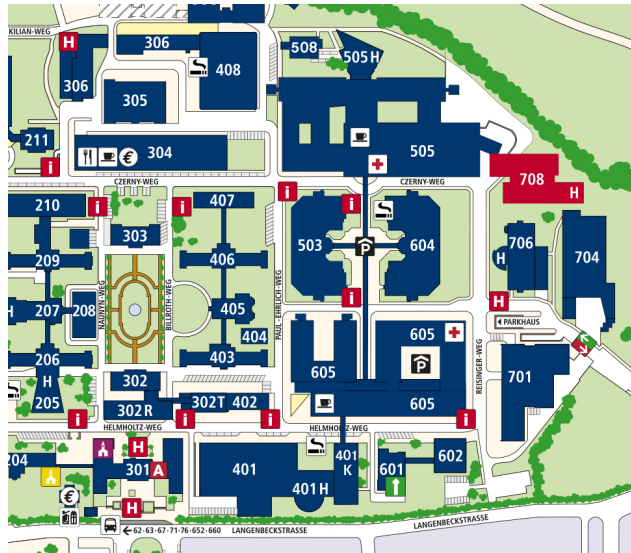 KILIAN-WEG
H
306
306
408
508
505 H
305
211
304
€
505
i
CZERNY-WEG
CZERNY-WEG
708
H
210
i
i
407
i
i
303
503
604
706
704
209
406
P
H
NAUNYN-WEG
BILLROTH-WEG
PAUL-EHRLICH-WEG
H
207
208
405
i
H
404
605
PARKHAUS
206
403
605
P
REISINGER-WEG
H
302
701
205
302 R
302T
402
605
i
i
i
i
HELMHOLTZ-WEG
HELMHOLTZ-WEG
H
204
301
A
401
401
K
602
601
€
401 H
H
62·63·67·71·76·652·660
LANGENBECKSTRASSE
LANGENBECKSTRASSE